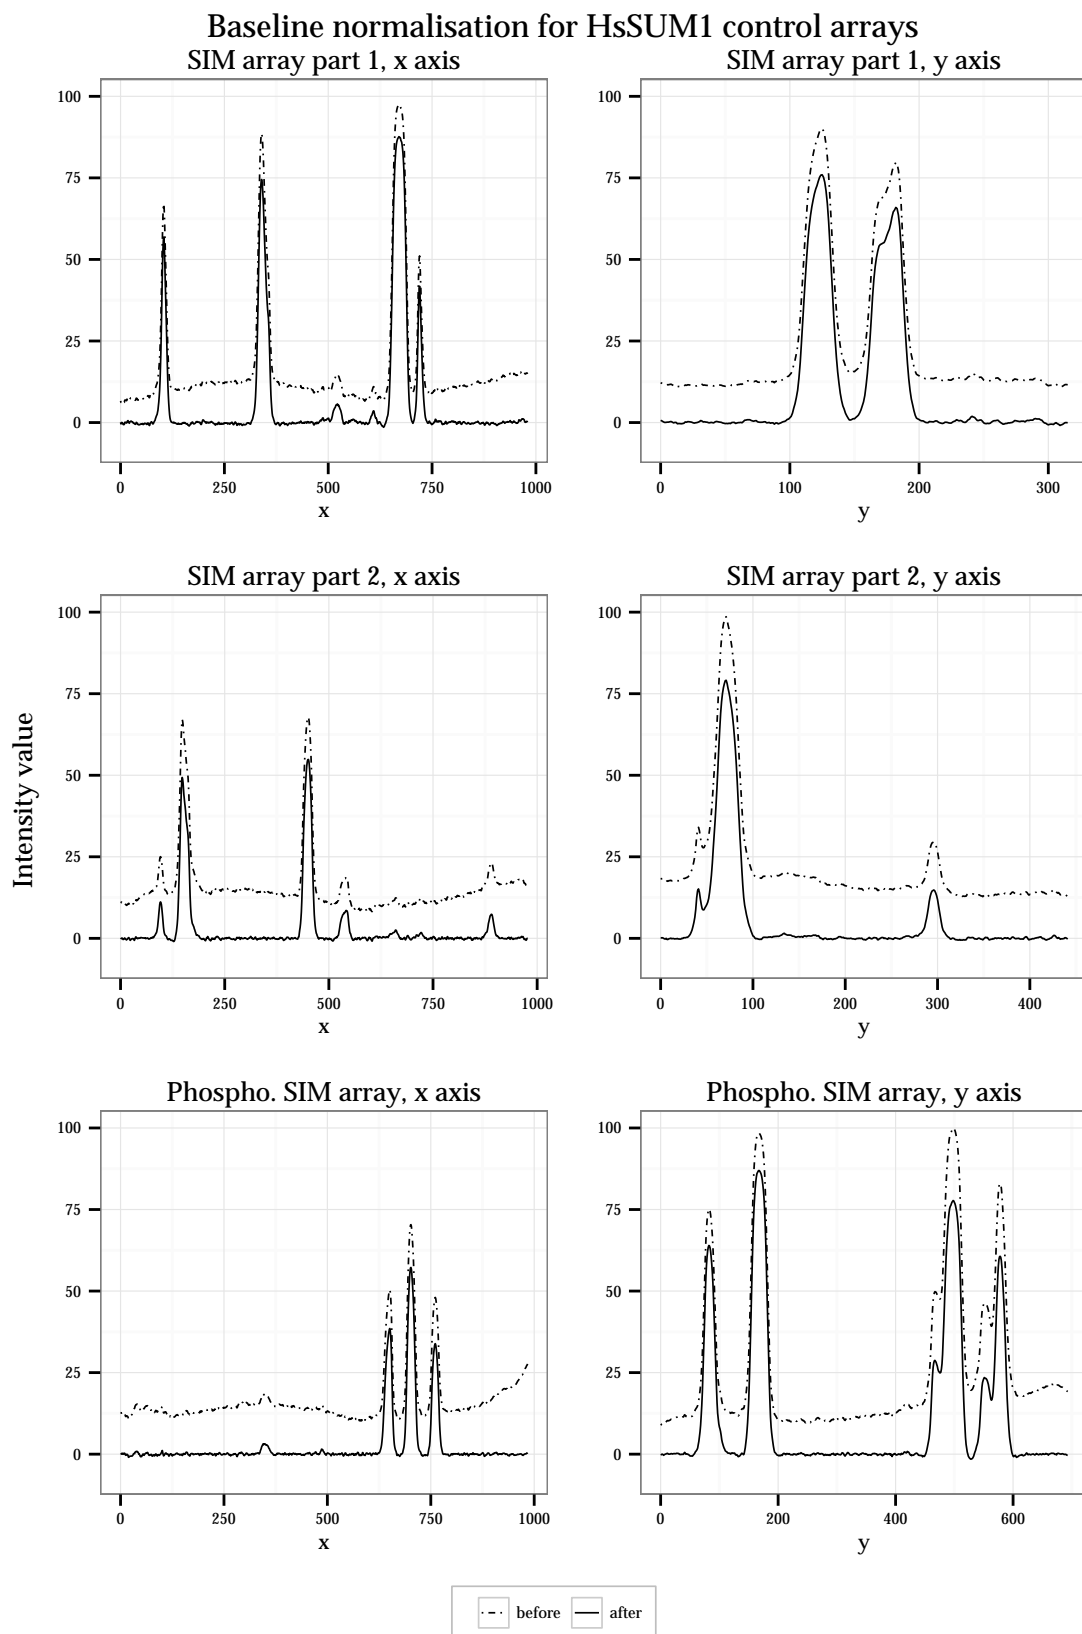 Baseline normalisation for HsSUM1 control arrays
SIM array part 1, x axis
100
75
50
25
0
0 250 500 750 1000
x
SIM array part 1, y axis
100
75
50
25
0
0 100 200 300
y
Intensity value
SIM array part 2, x axis
100
75
50
25
0
0 250 500 750 1000
x
SIM array part 2, y axis
100
75
50
25
0
0 100 200 300 400
y
Phospho. SIM array, x axis
100
75
50
25
0
0 250 500 750 1000
x
Phospho. SIM array, y axis
100
75
50
25
0
0 200 400 600
y
before after